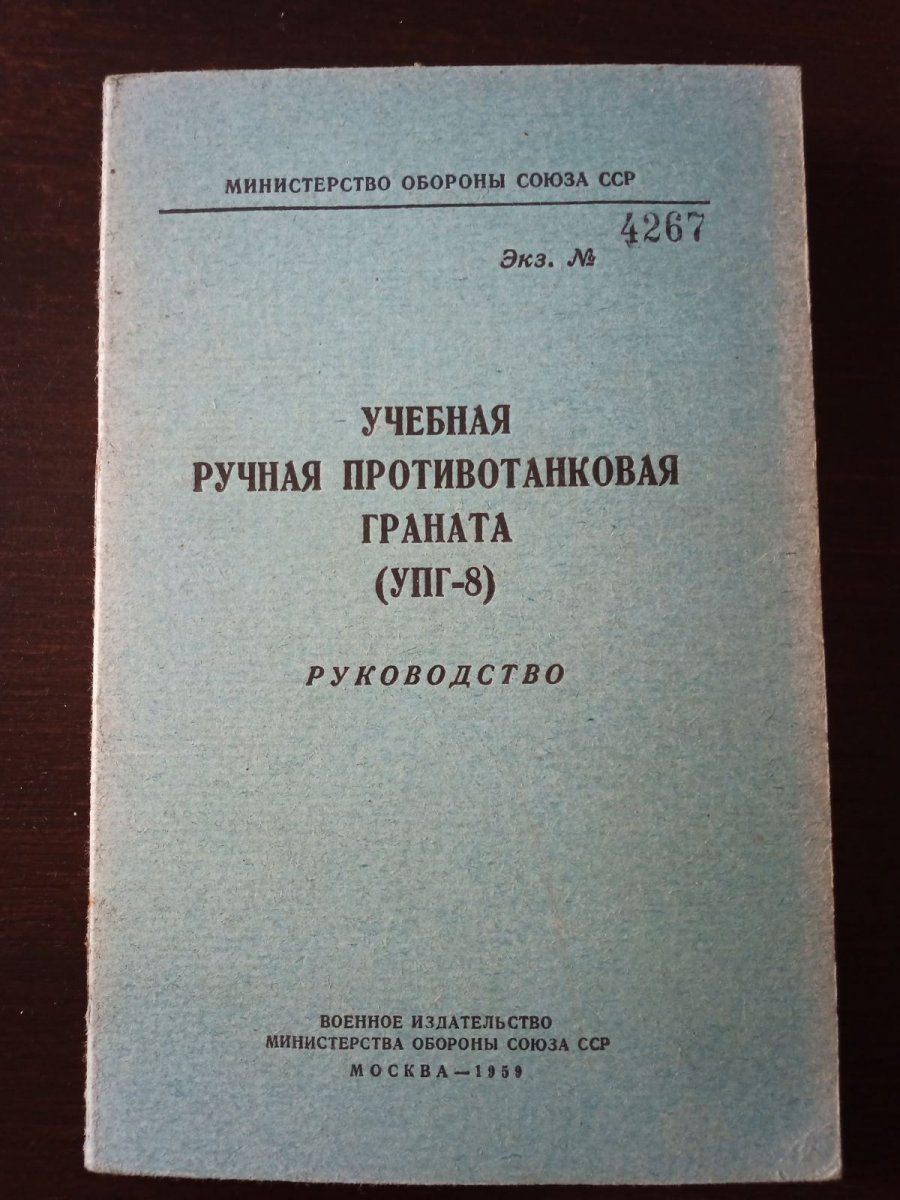 МИНИСТЕРСТВО ОБОРОНЫ СОЮЗА ССР
4267
Экз. №
УЧЕБНАЯ
РУЧНАЯ ПРОТИВОТАНКОВАЯ
ГРАНАТА
(УПГ-8)
РУКОВОДСТВО
ВОЕННОЕ ИЗДАТЕЛЬСТВО
МИНИСТЕРСТВА ОБОРОНЫ СОЮЗА ССР
МОСКВА — 1959